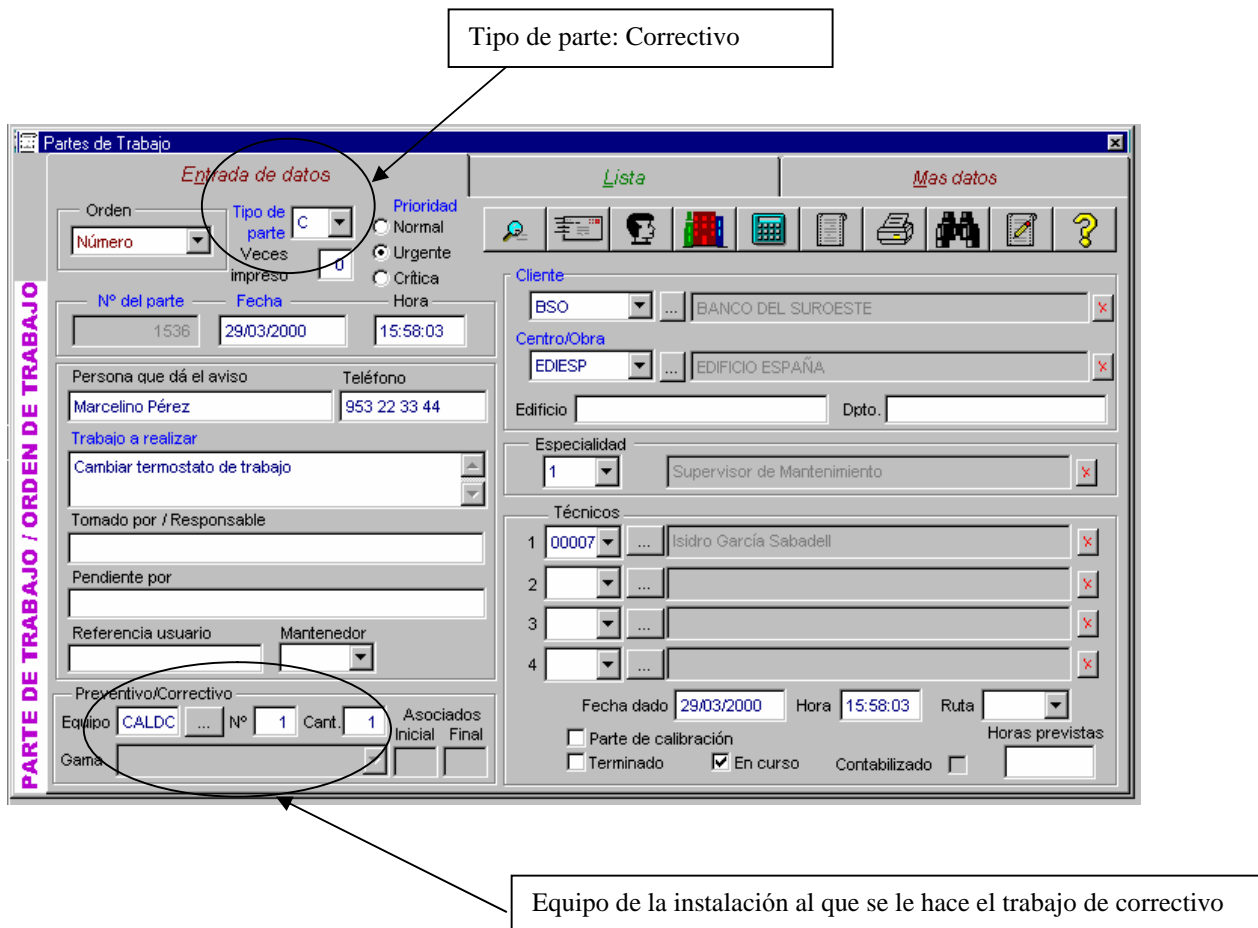 Tipo de parte: Correctivo
Partes de Trabajo
Entrada de datos
Lista
Mas datos
PARTE DE TRABAJO / ORDEN DE TRABAJO
Orden
Número
Tipo de parte
C
Veces impreso
0
Prioridad
Normal
Urgente
Crítica
Nº del parte
Fecha
Hora
1536
29/03/2000
15:58:03
Persona que dá el aviso
Teléfono
Marcelino Pérez
953 22 33 44
Trabajo a realizar
Cambiar termostato de trabajo
Tomado por / Responsable
Pendiente por
Referencia usuario
Mantenedor
Preventivo/Correctivo
Equipo CALDC ... Nº 1 Cant. 1
Asociados
Inicial Final
Gama
Cliente
BSO ... BANCO DEL SUROESTE
Centro/Obra
EDIESP ... EDIFICIO ESPAÑA
Edificio
Dpto.
Especialidad
1 Supervisor de Mantenimiento
Técnicos
1 00007 ... Isidro García Sabadell
2 ...
3 ...
4 ...
Fecha dado 29/03/2000 Hora 15:58:03 Ruta
Parte de calibración
Horas previstas
Terminado En curso Contabilizado
Equipo de la instalación al que se le hace el trabajo de correctivo